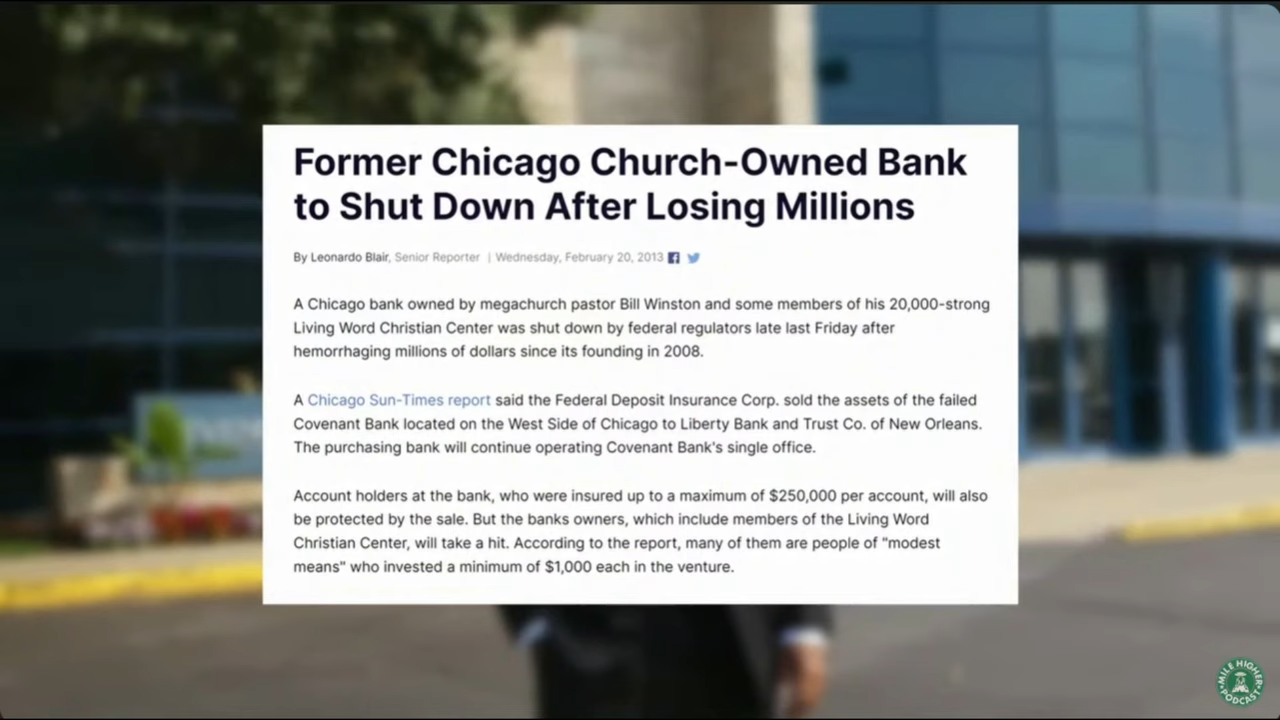 Former Chicago Church-Owned Bank
to Shut Down After Losing Millions
By Leonardo Blair, Senior Reporter | Wednesday, February 20, 2013
A Chicago bank owned by megachurch pastor Bill Winston and some members of his 20,000-strong
Living Word Christian Center was shut down by federal regulators late last Friday after
hemorrhaging millions of dollars since its founding in 2008.
A Chicago Sun-Times report said the Federal Deposit Insurance Corp. sold the assets of the failed
Covenant Bank located on the West Side of Chicago to Liberty Bank and Trust Co. of New Orleans.
The purchasing bank will continue operating Covenant Bank's single office.
Account holders at the bank, who were insured up to a maximum of $250,000 per account, will also
be protected by the sale. But the banks owners, which include members of the Living Word
Christian Center, will take a hit. According to the report, many of them are people of "modest
means" who invested a minimum of $1,000 each in the venture.
MILE HIGHER
PODCAST